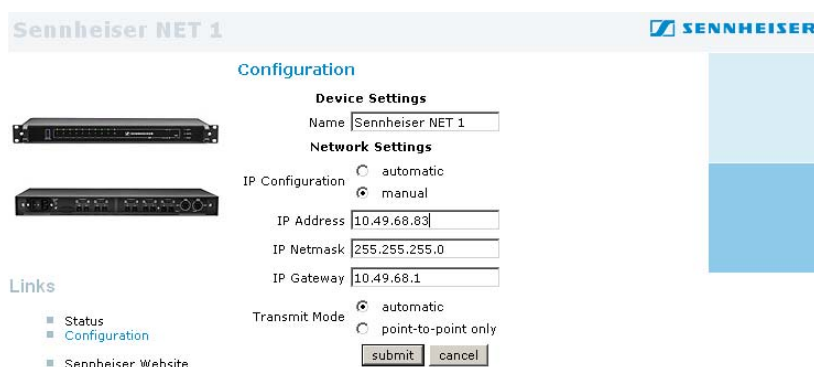 Sennheiser NET 1
SENNHEISER
Configuration
Device Settings
Name Sennheiser NET 1
Network Settings
IP Configuration automatic
manual
IP Address 10.49.68.83
IP Netmask 255.255.255.0
IP Gateway 10.49.68.1
Transmit Mode automatic
point-to-point only
submit cancel
Links
Status
Configuration
Sennheiser Website